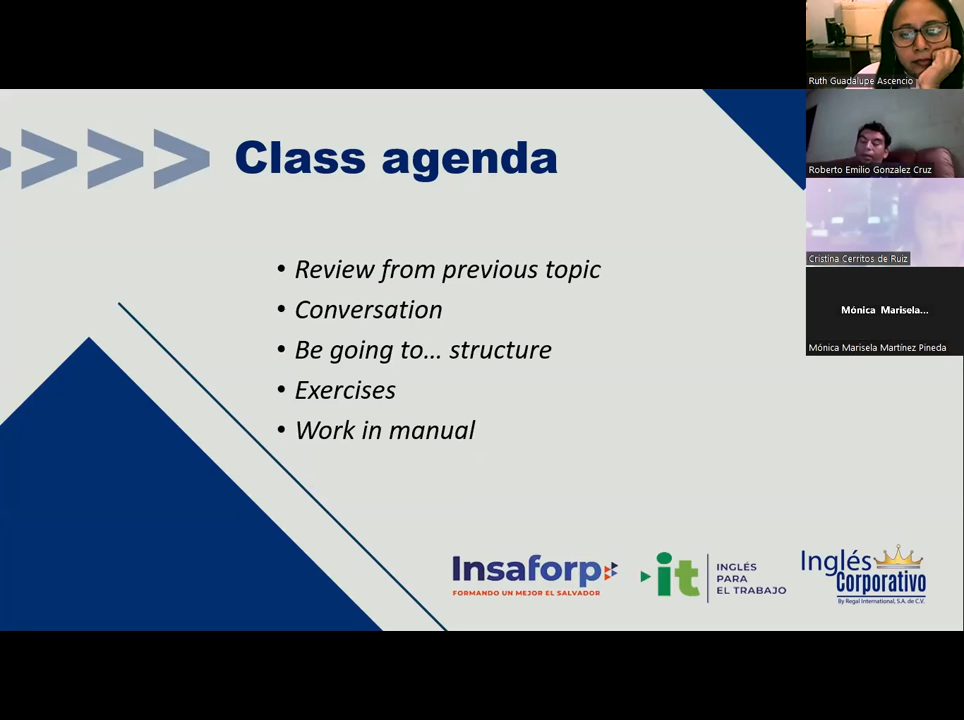 Class agenda
• Review from previous topic
• Conversation
• Be going to… structure
• Exercises
• Work in manual
Insaforp
FORMANDO UN MEJOR EL SALVADOR
it
INGLÉS
PARA
EL TRABAJO
Inglés
Corporativo
By Regal International, S.A. de C.V.
Ruth Guadalupe Ascencio
Roberto Emilio Gonzalez Cruz
Cristina Cerritos de Ruiz
Mónica Marisela...
Mónica Marisela Martínez Pineda